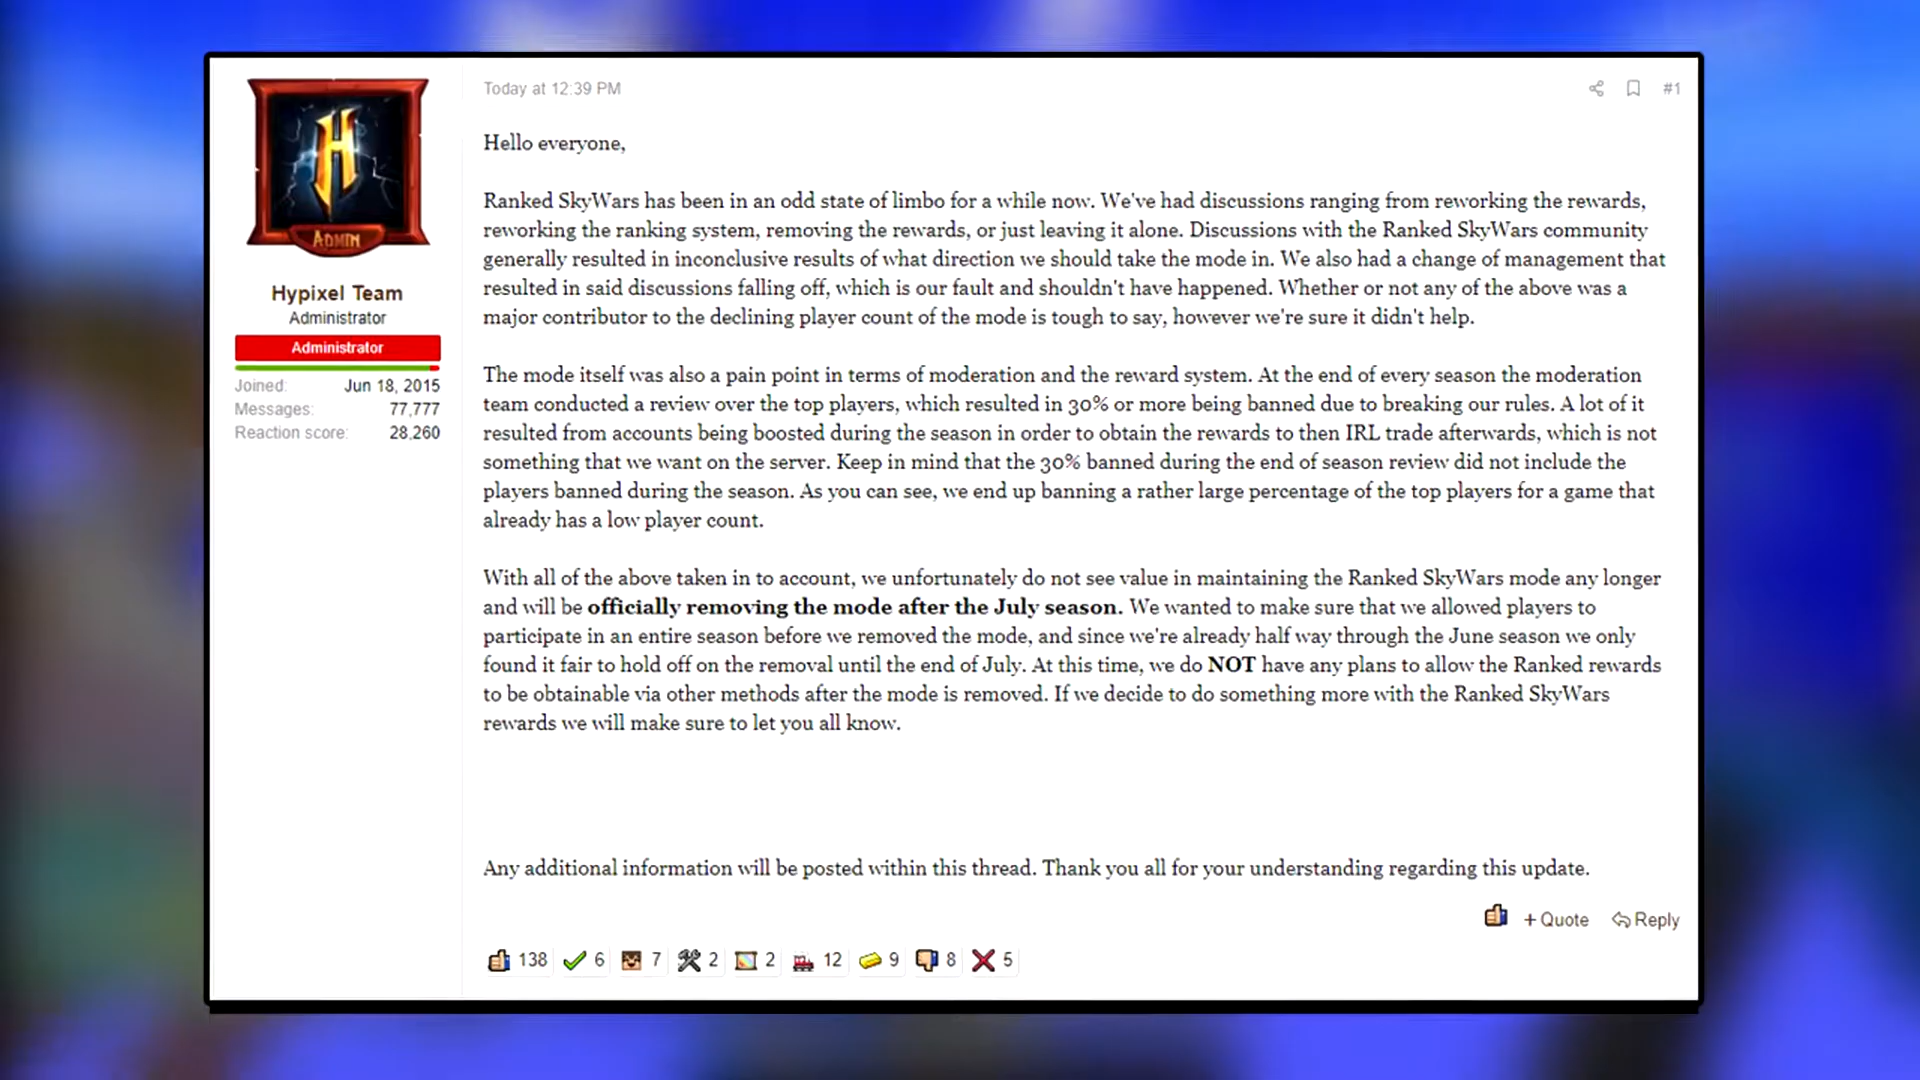 Today at 12:39 PM
#1
H
ADMIN
Hypixel Team
Administrator
Administrator
Joined: Jun 18, 2015
Messages: 77,777
Reaction score: 28,260
Hello everyone,
Ranked SkyWars has been in an odd state of limbo for a while now. We've had discussions ranging from reworking the rewards,
reworking the ranking system, removing the rewards, or just leaving it alone. Discussions with the Ranked SkyWars community
generally resulted in inconclusive results of what direction we should take the mode in. We also had a change of management that
resulted in said discussions falling off, which is our fault and shouldn't have happened. Whether or not any of the above was a
major contributor to the declining player count of the mode is tough to say, however we're sure it didn't help.
The mode itself was also a pain point in terms of moderation and the reward system. At the end of every season the moderation
team conducted a review over the top players, which resulted in 30% or more being banned due to breaking our rules. A lot of it
resulted from accounts being boosted during the season in order to obtain the rewards to then IRL trade afterwards, which is not
something that we want on the server. Keep in mind that the 30% banned during the end of season review did not include the
players banned during the season. As you can see, we end up banning a rather large percentage of the top players for a game that
already has a low player count.
With all of the above taken in to account, we unfortunately do not see value in maintaining the Ranked SkyWars mode any longer
and will be officially removing the mode after the July season. We wanted to make sure that we allowed players to
participate in an entire season before we removed the mode, and since we're already half way through the June season we only
found it fair to hold off on the removal until the end of July. At this time, we do NOT have any plans to allow the Ranked rewards
to be obtainable via other methods after the mode is removed. If we decide to do something more with the Ranked SkyWars
rewards we will make sure to let you all know.
Any additional information will be posted within this thread. Thank you all for your understanding regarding this update.
+ Quote Reply
138 6 7 2 2 12 9 8 5